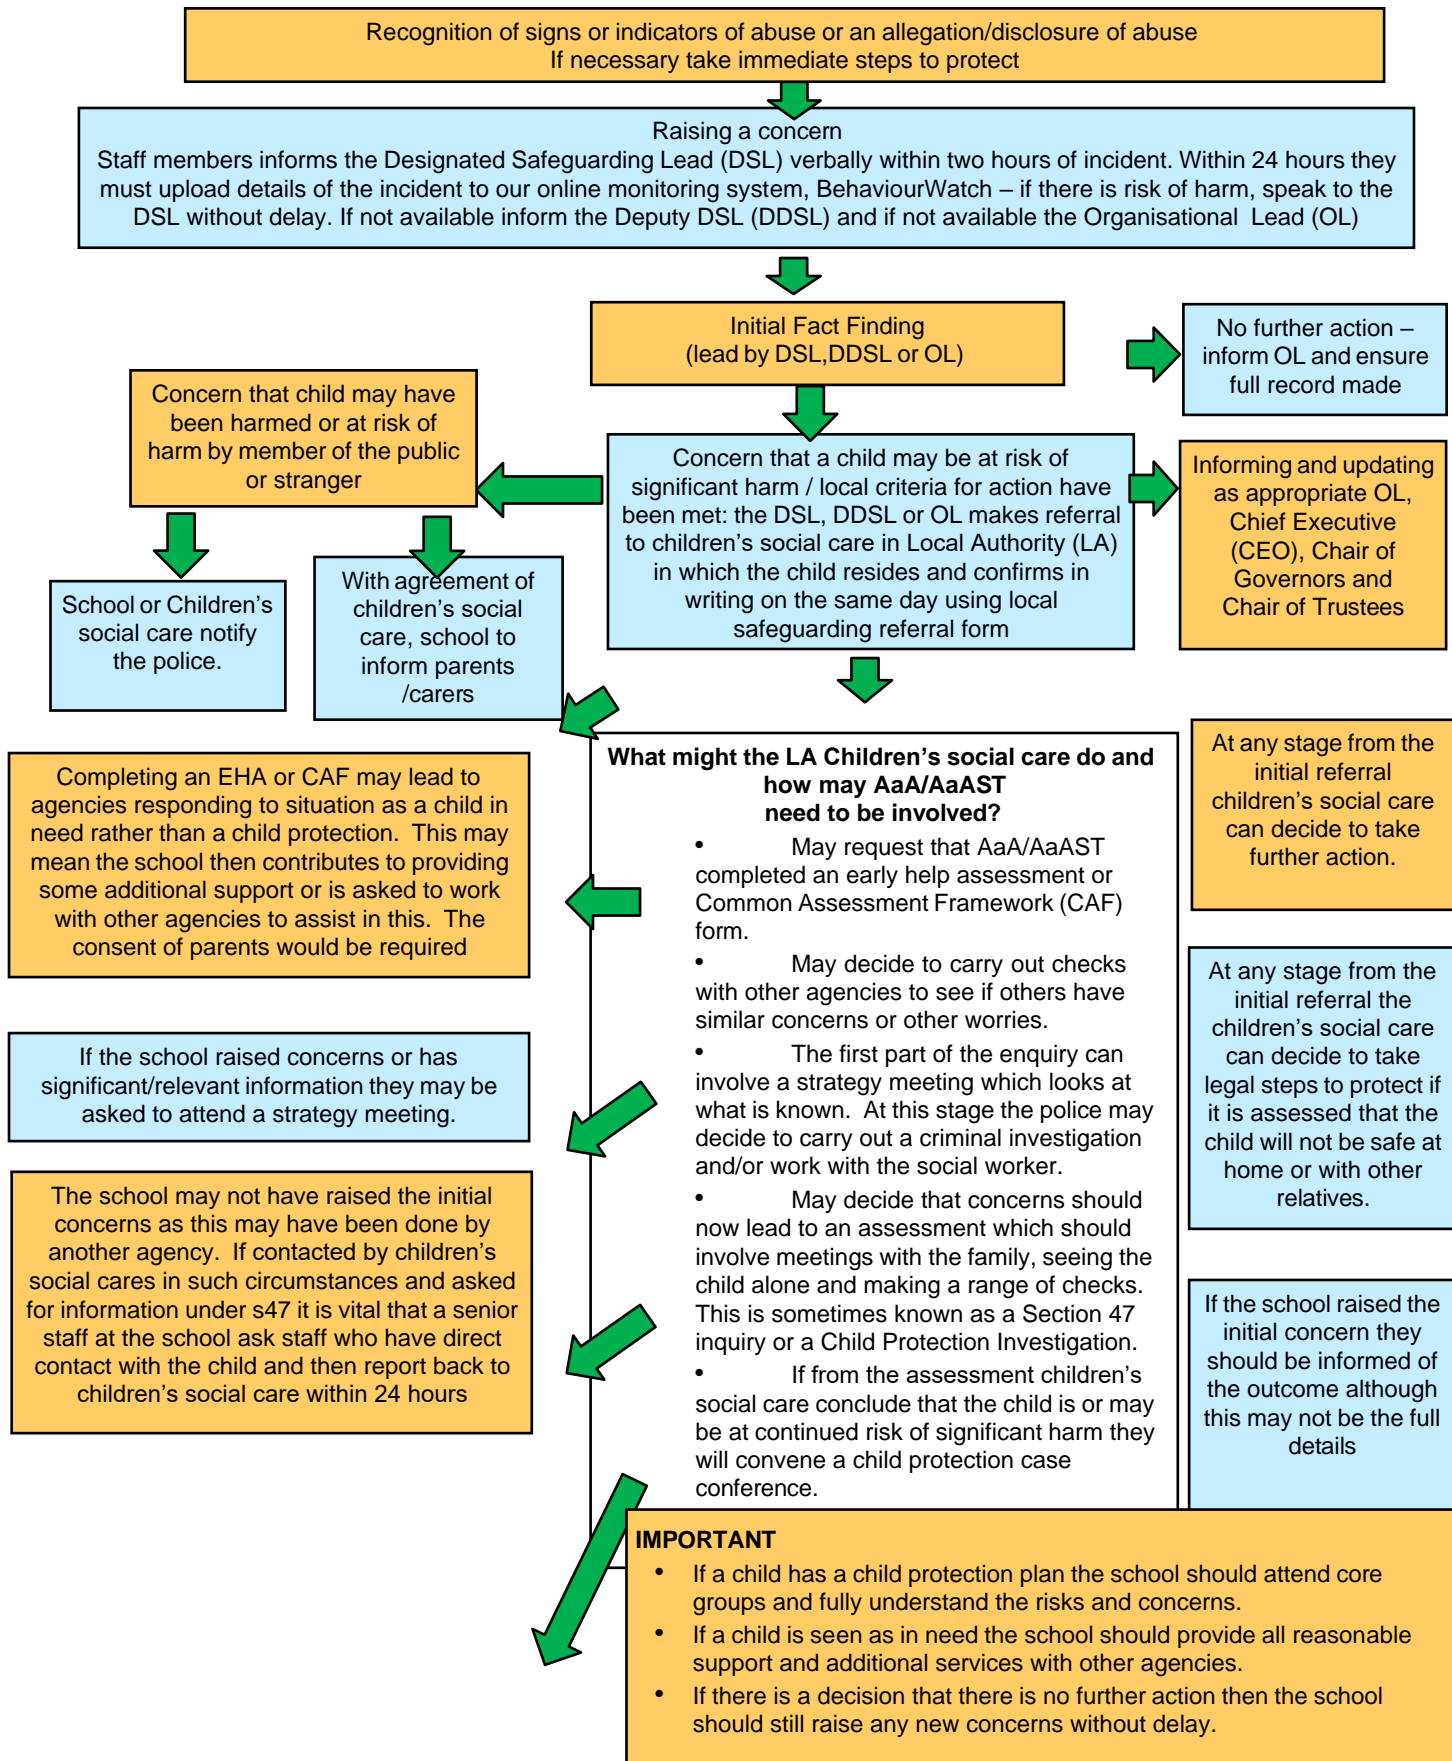 Recognition of signs or indicators of abuse or an allegation/disclosure of abuse
If necessary take immediate steps to protect
Raising a concern
Staff members informs the Designated Safeguarding Lead (DSL) verbally within two hours of incident. Within 24 hours they
must upload details of the incident to our online monitoring system, BehaviourWatch – if there is risk of harm, speak to the
DSL without delay. If not available inform the Deputy DSL (DDSL) and if not available the Organisational Lead (OL)
Initial Fact Finding
(lead by DSL,DDSL or OL)
No further action –
inform OL and ensure
full record made
Concern that child may have
been harmed or at risk of
harm by member of the public
or stranger
Concern that a child may be at risk of
significant harm / local criteria for action have
been met: the DSL, DDSL or OL makes referral
to children's social care in Local Authority (LA)
in which the child resides and confirms in
writing on the same day using local
safeguarding referral form
Informing and updating
as appropriate OL,
Chief Executive
(CEO), Chair of
Governors and
Chair of Trustees
School or Children's
social care notify
the police.
With agreement of
children's social
care, school to
inform parents
/carers
Completing an EHA or CAF may lead to
agencies responding to situation as a child in
need rather than a child protection. This may
mean the school then contributes to providing
some additional support or is asked to work
with other agencies to assist in this. The
consent of parents would be required
If the school raised concerns or has
significant/relevant information they may be
asked to attend a strategy meeting.
The school may not have raised the initial
concerns as this may have been done by
another agency. If contacted by children's
social cares in such circumstances and asked
for information under s47 it is vital that a senior
staff at the school ask staff who have direct
contact with the child and then report back to
children's social care within 24 hours
What might the LA Children's social care do and
how may AaA/AaAST
need to be involved?
• May request that AaA/AaAST
completed an early help assessment or
Common Assessment Framework (CAF)
form.
• May decide to carry out checks
with other agencies to see if others have
similar concerns or other worries.
• The first part of the enquiry can
involve a strategy meeting which looks at
what is known. At this stage the police may
decide to carry out a criminal investigation
and/or work with the social worker.
• May decide that concerns should
now lead to an assessment which should
involve meetings with the family, seeing the
child alone and making a range of checks.
This is sometimes known as a Section 47
inquiry or a Child Protection Investigation.
• If from the assessment children's
social care conclude that the child is or may
be at continued risk of significant harm they
will convene a child protection case
conference.
At any stage from the
initial referral
children's social care
can decide to take
further action.
At any stage from the
initial referral the
children's social care
can decide to take
legal steps to protect if
it is assessed that the
child will not be safe at
home or with other
relatives.
If the school raised the
initial concern they
should be informed of
the outcome although
this may not be the full
details
IMPORTANT
• If a child has a child protection plan the school should attend core
groups and fully understand the risks and concerns.
• If a child is seen as in need the school should provide all reasonable
support and additional services with other agencies.
• If there is a decision that there is no further action then the school
should still raise any new concerns without delay.